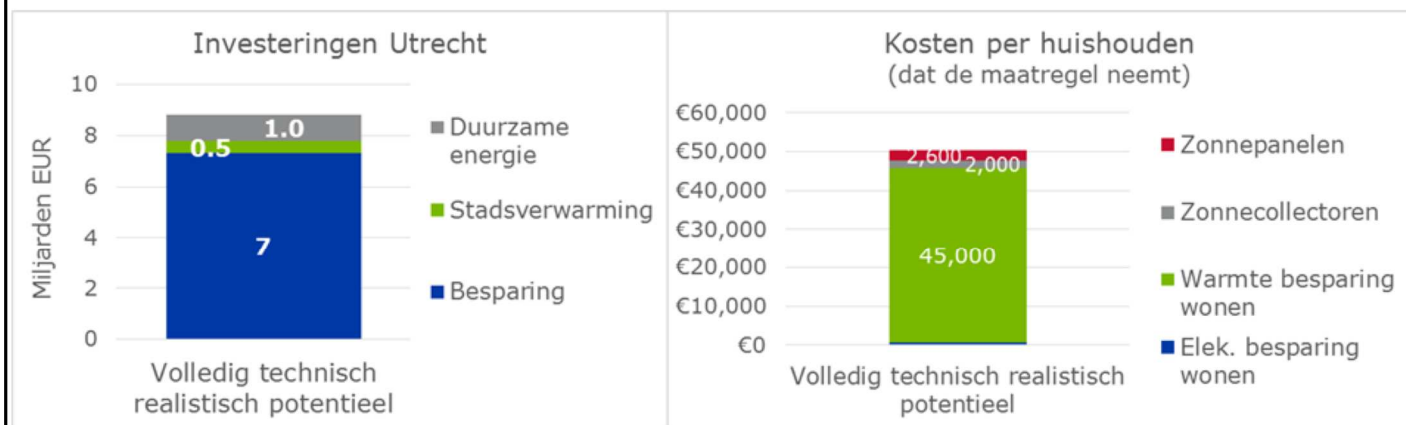 Investeringen Utrecht
10
8
6
4
2
0
Miljarden EUR
1.0
0.5
7
Volledig technisch
realistisch potentieel
Duurzame
energie
Stadsverwarming
Besparing
Kosten per huishouden
(dat de maatregel neemt)
€60,000
€50,000
€40,000
€30,000
€20,000
€10,000
€0
2,600
2,000
45,000
Volledig technisch realistisch
potentieel
Zonnepanelen
Zonnecollectoren
Warmte besparing
wonen
Elek. besparing
wonen